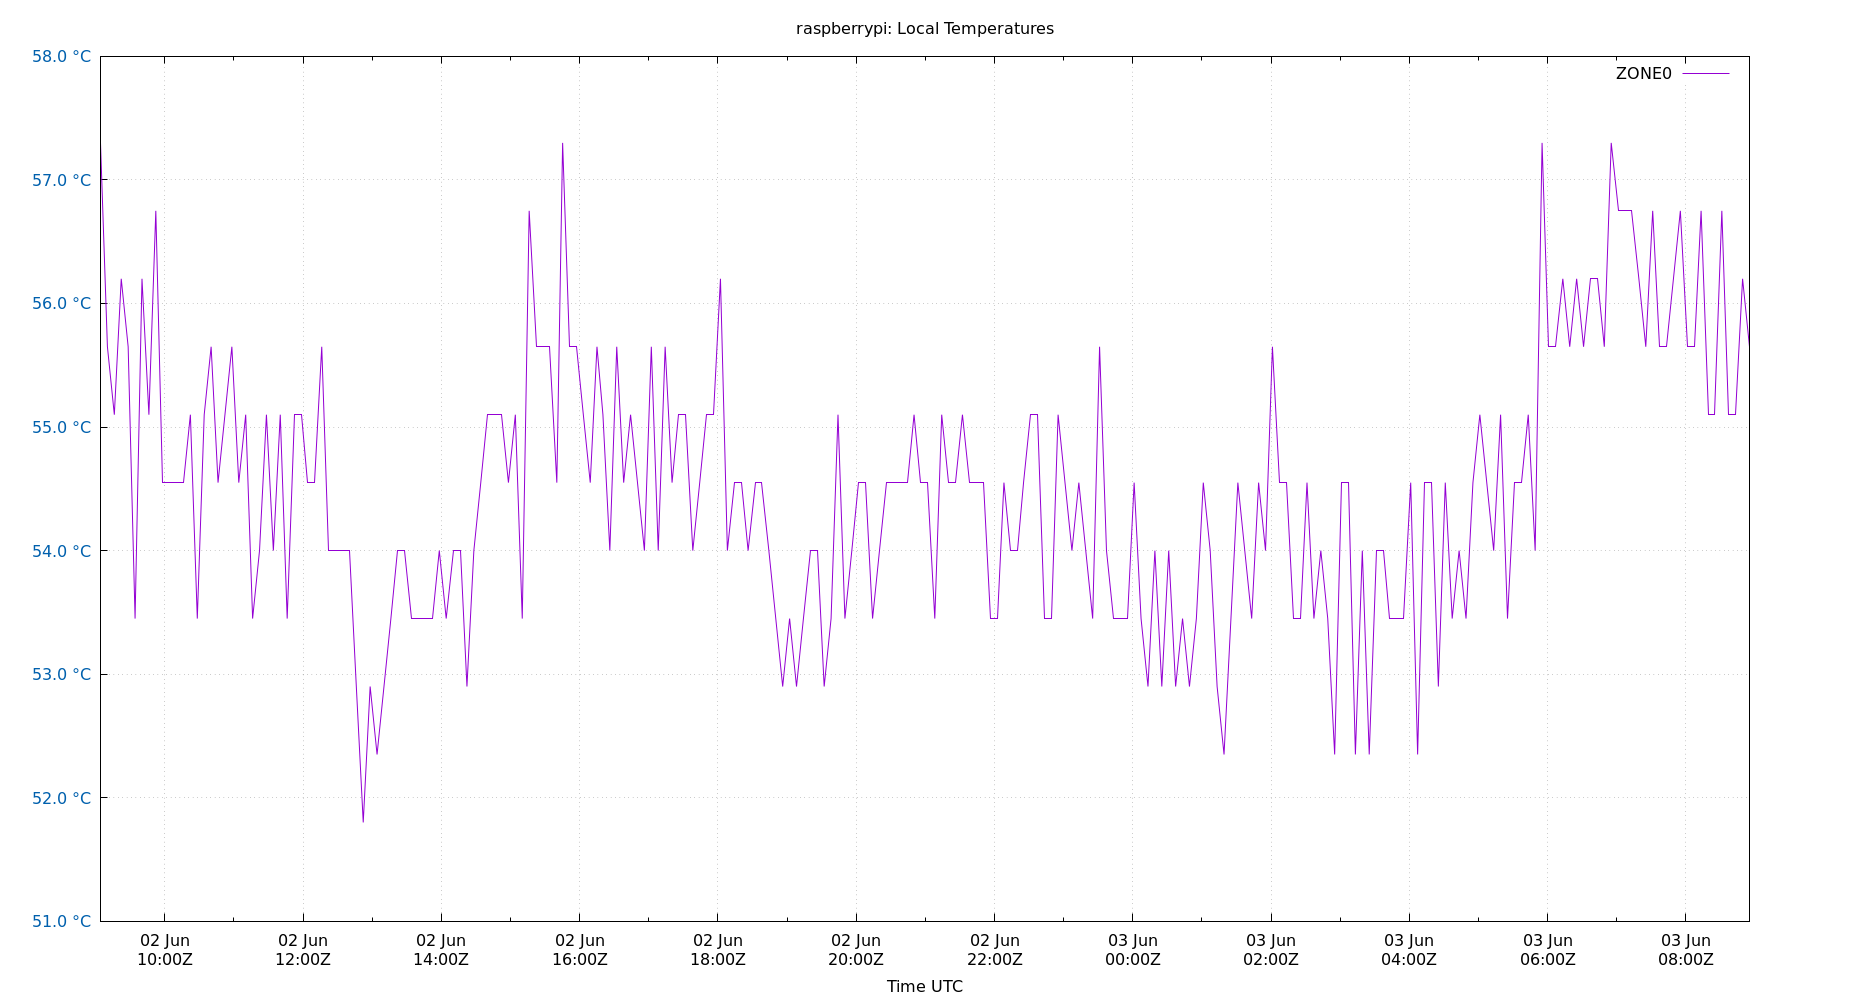 raspberrypi: Local Temperatures
58.0 °C
ZONE0
57.0 °C
56.0 °C
55.0 °C
54.0 °C
53.0 °C
52.0 °C
51.0 °C
02 Jun 02 Jun 02 Jun 02 Jun 02 Jun 02 Jun 02 Jun 03 Jun 03 Jun 03 Jun 03 Jun 03 Jun
10:00Z 12:00Z 14:00Z 16:00Z 18:00Z 20:00Z 22:00Z 00:00Z 02:00Z 04:00Z 06:00Z 08:00Z
Time UTC